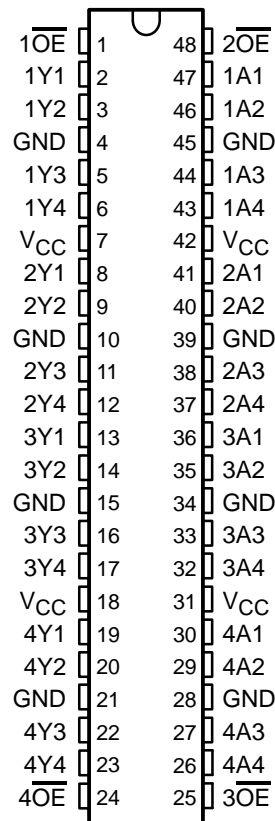 1O̅E̅ 1 48 2O̅E̅
1Y1 2 47 1A1
1Y2 3 46 1A2
GND 4 45 GND
1Y3 5 44 1A3
1Y4 6 43 1A4
VCC 7 42 VCC
2Y1 8 41 2A1
2Y2 9 40 2A2
GND 10 39 GND
2Y3 11 38 2A3
2Y4 12 37 2A4
3Y1 13 36 3A1
3Y2 14 35 3A2
GND 15 34 GND
3Y3 16 33 3A3
3Y4 17 32 3A4
VCC 18 31 VCC
4Y1 19 30 4A1
4Y2 20 29 4A2
GND 21 28 GND
4Y3 22 27 4A3
4Y4 23 26 4A4
4O̅E̅ 24 25 3O̅E̅